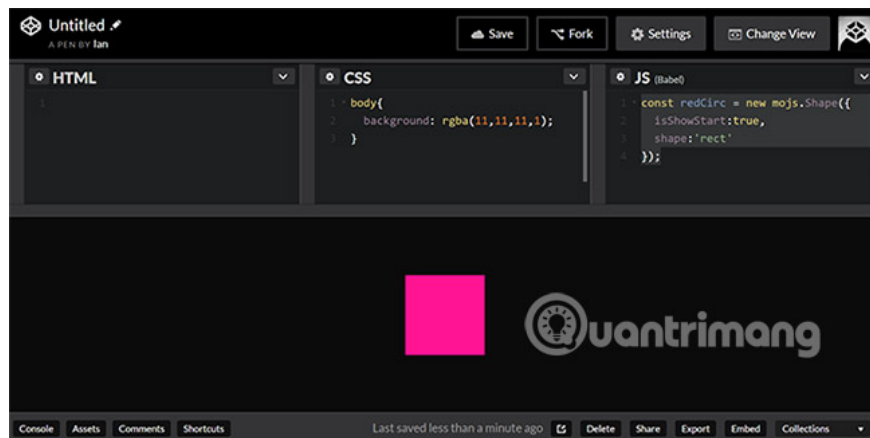 Untitled
A PEN BY Ian
Save
Fork
Settings
Change View
HTML
1
CSS
1 body{
2 background: rgba(11,11,11,1);
3 }
JS (Babel)
1 const redCirc = new mojs.Shape({
2 isShowStart:true,
3 shape:'rect'
4 });
Quantrimang
Console Assets Comments Shortcuts Last saved less than a minute ago Delete Share Export Embed Collections